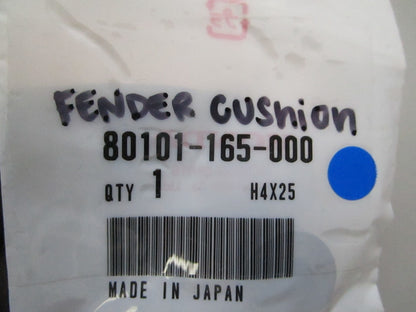 FENDER CUSHION
80101-165-000
QTY 1 H4X25
MADE IN JAPAN